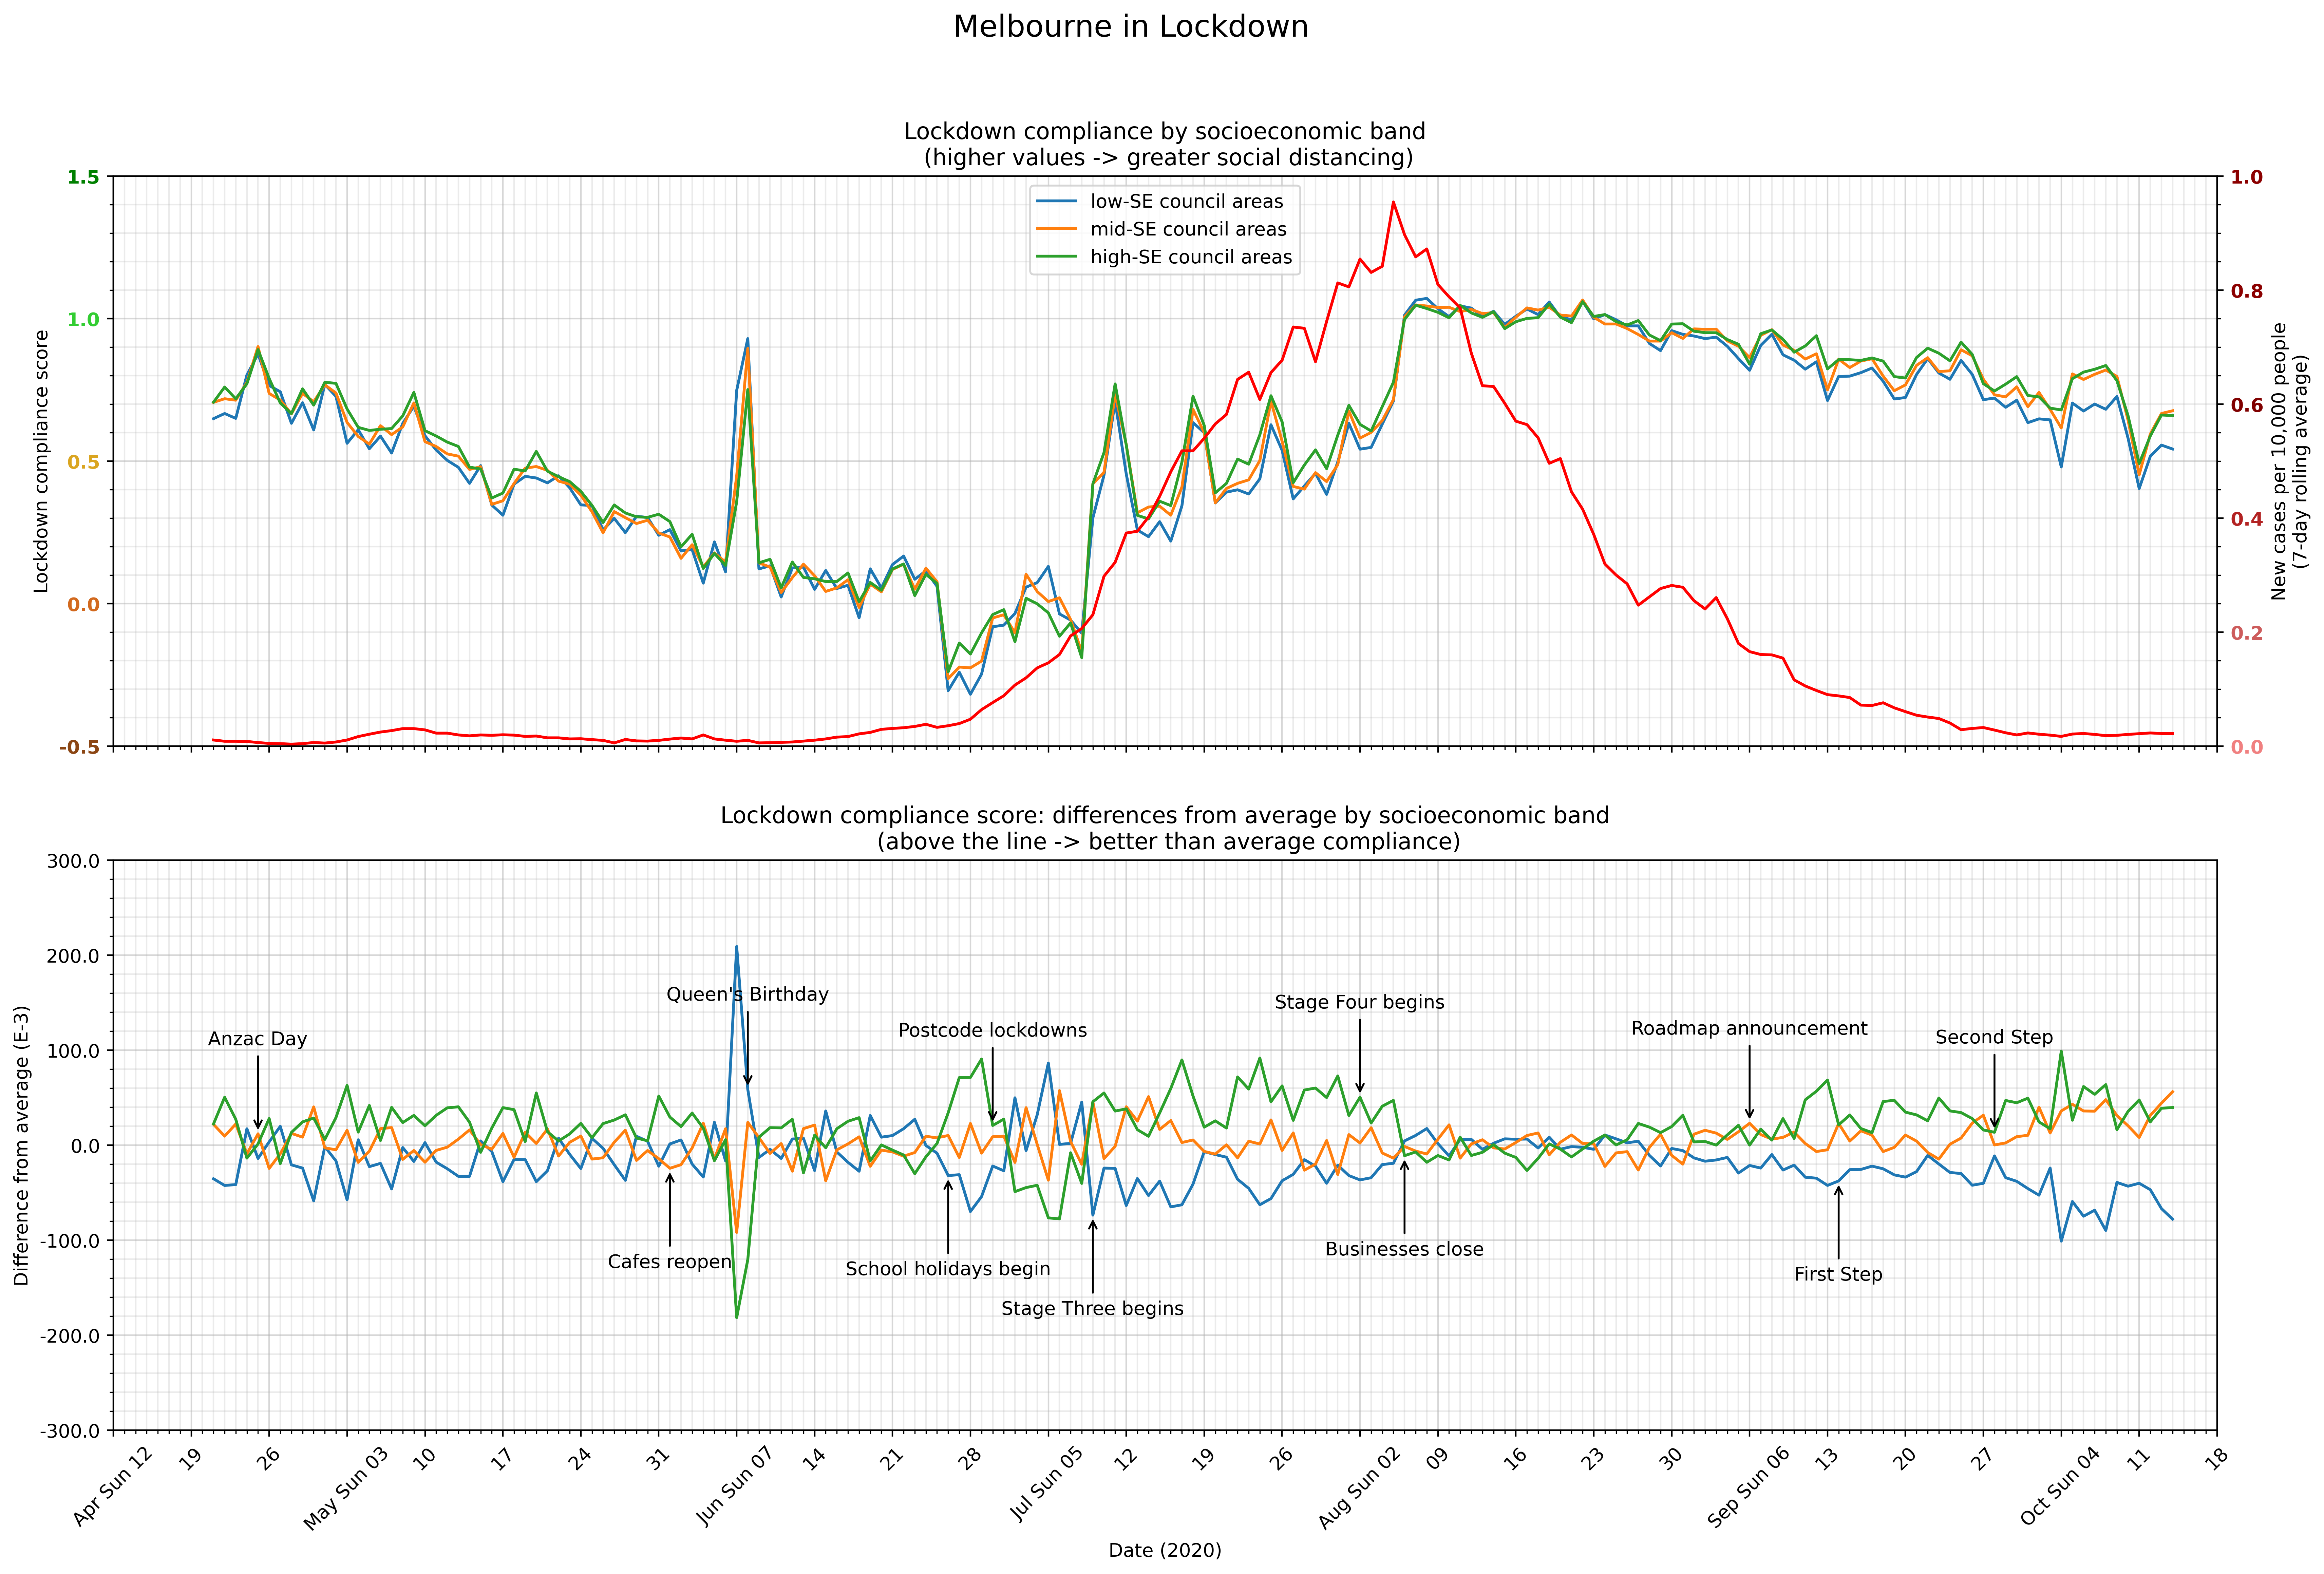 Melbourne in Lockdown
Lockdown compliance by socioeconomic band
(higher values -> greater social distancing)
Lockdown compliance score
1.5
1.0
0.5
0.0
-0.5
low-SE council areas
mid-SE council areas
high-SE council areas
1.0
0.8
0.6
0.4
0.2
0.0
New cases per 10,000 people
(7-day rolling average)
Lockdown compliance score: differences from average by socioeconomic band
(above the line -> better than average compliance)
Difference from average (E-3)
300.0
200.0
100.0
0.0
-100.0
-200.0
-300.0
Anzac Day
Queen's Birthday
Postcode lockdowns
Stage Four begins
Roadmap announcement
Second Step
Cafes reopen
School holidays begin
Stage Three begins
Businesses close
First Step
Apr Sun 12
19
26
May Sun 03
10
17
24
31
Jun Sun 07
14
21
28
Jul Sun 05
12
19
26
Aug Sun 02
09
16
23
30
Sep Sun 06
13
20
27
Oct Sun 04
11
18
Date (2020)